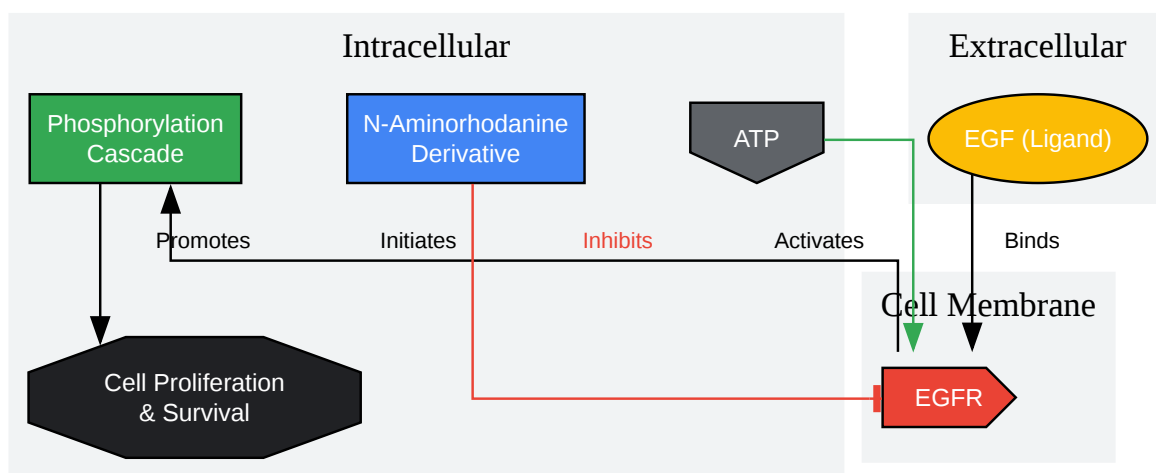 Intracellular
Extracellular
Phosphorylation
Cascade
N-Aminorhodanine
Derivative
ATP
EGF (Ligand)
Promotes
Initiates
Inhibits
Activates
Binds
Cell Membrane
Cell Proliferation
& Survival
EGFR